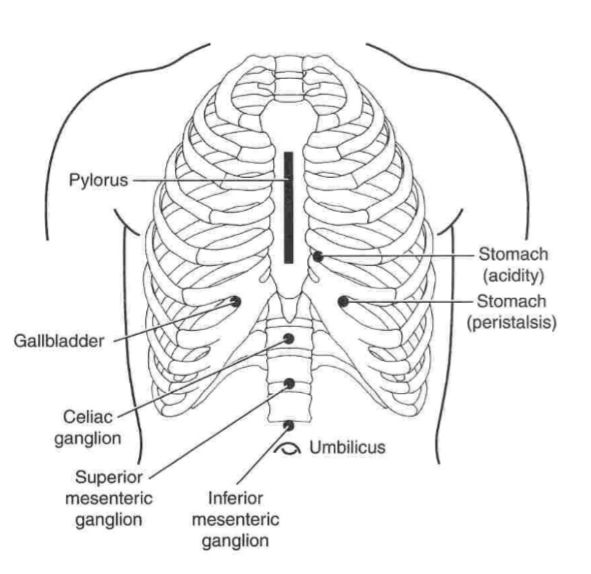 Pylorus
Stomach
(acidity)
Stomach
(peristalsis)
Gallbladder
Celiac
ganglion
Umbilicus
Superior
mesenteric
ganglion
Inferior
mesenteric
ganglion